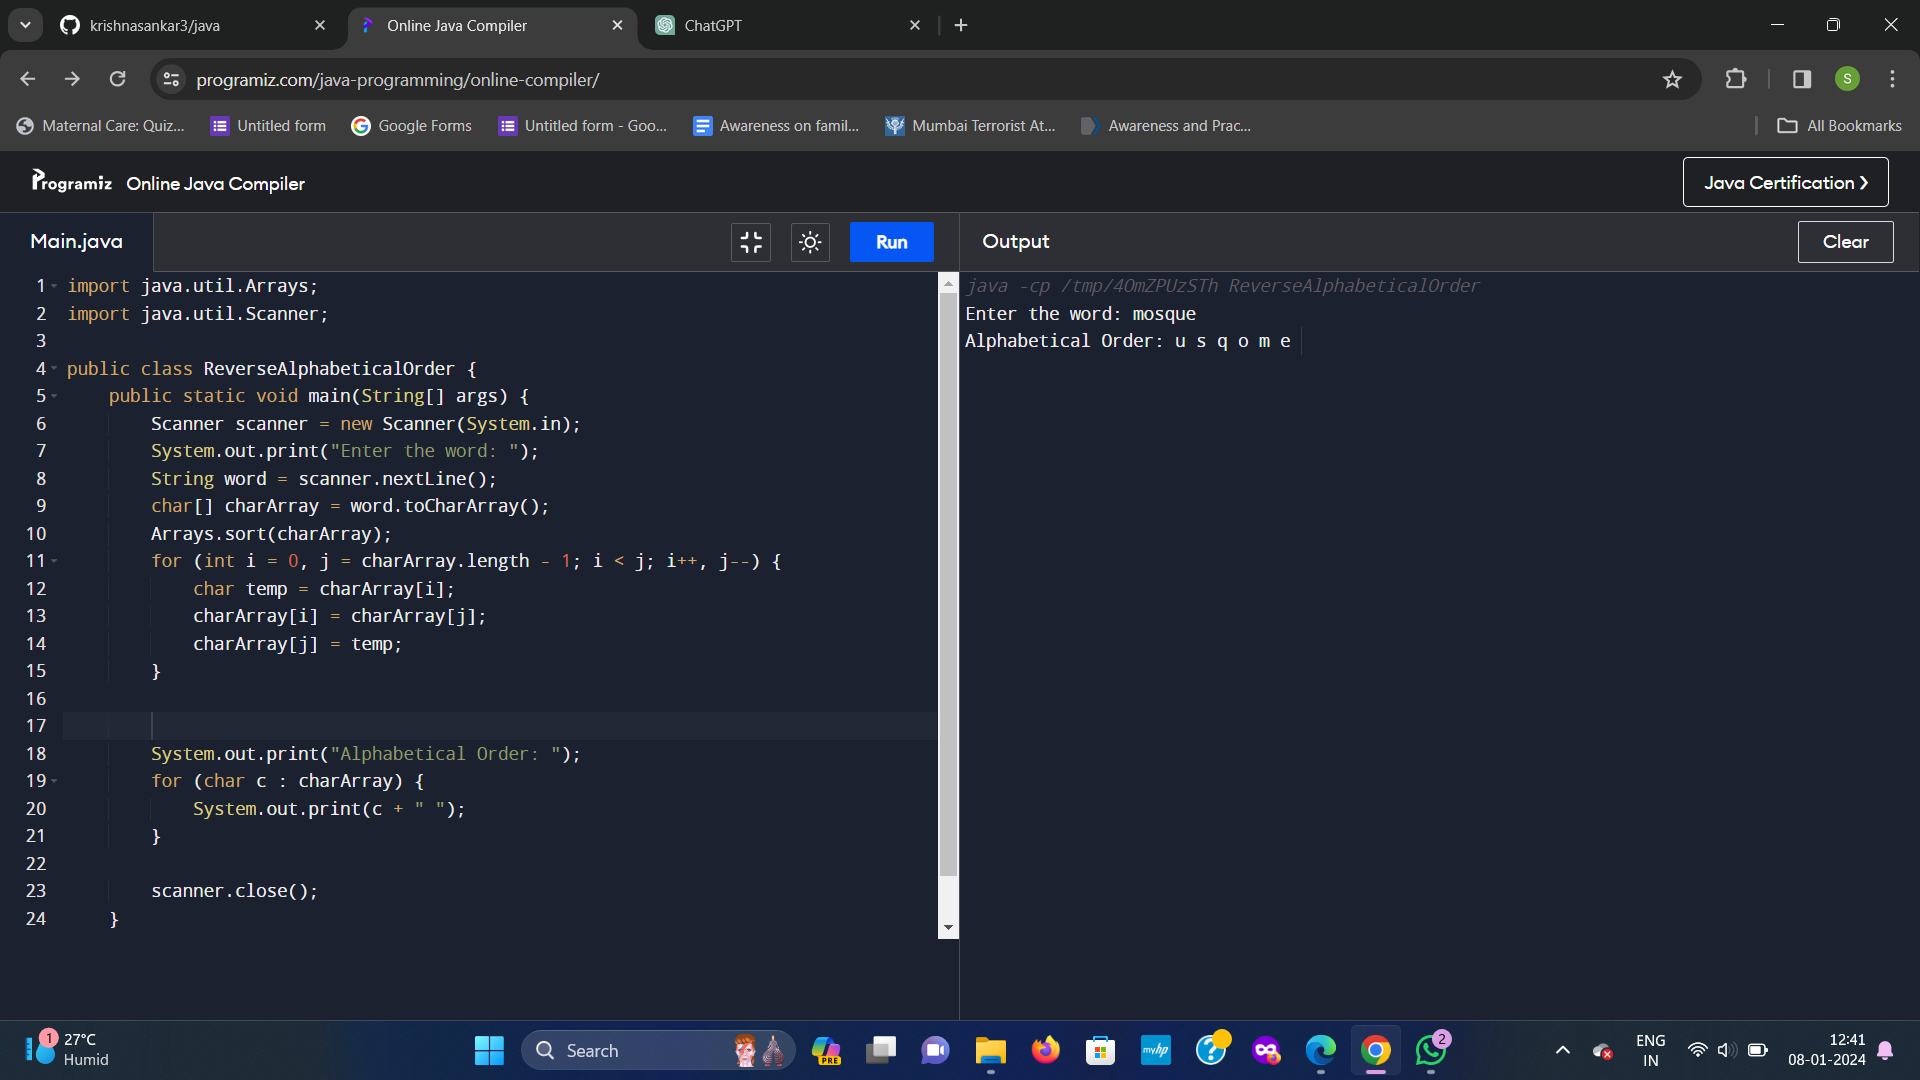 krishnasankar3/java
Online Java Compiler
ChatGPT
programiz.com/java-programming/online-compiler/
S
Maternal Care: Quiz...
Untitled form
Google Forms
Untitled form - Goo...
Awareness on famil...
Mumbai Terrorist At...
Awareness and Prac...
All Bookmarks
Programiz Online Java Compiler
Java Certification ❯
Main.java
Run
Output
Clear
1 import java.util.Arrays;
2 import java.util.Scanner;
3
4 public class ReverseAlphabeticalOrder {
5     public static void main(String[] args) {
6         Scanner scanner = new Scanner(System.in);
7         System.out.print("Enter the word: ");
8         String word = scanner.nextLine();
9         char[] charArray = word.toCharArray();
10         Arrays.sort(charArray);
11         for (int i = 0, j = charArray.length - 1; i < j; i++, j--) {
12             char temp = charArray[i];
13             charArray[i] = charArray[j];
14             charArray[j] = temp;
15         }
16
17
18         System.out.print("Alphabetical Order: ");
19         for (char c : charArray) {
20             System.out.print(c + " ");
21         }
22
23         scanner.close();
24     }
java -cp /tmp/4OmZPUzSTh ReverseAlphabeticalOrder
Enter the word: mosque
Alphabetical Order: u s q o m e
1
27°C
Humid
Search
PRE
myhp
2
ENG
IN
12:41
08-01-2024